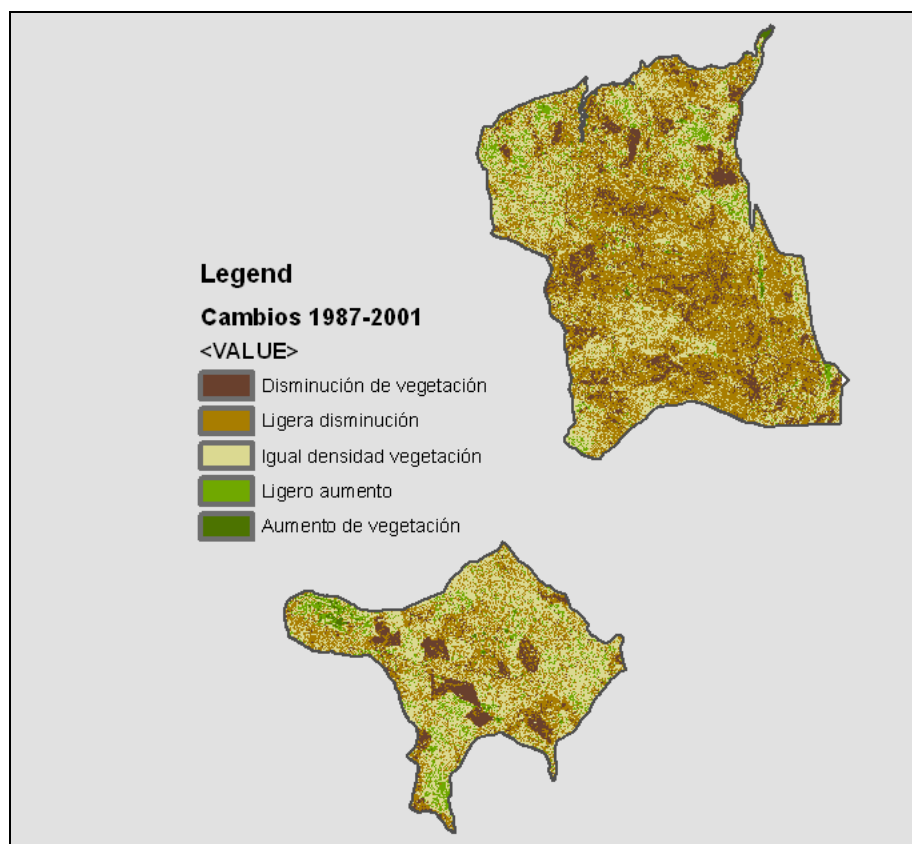 Legend
Cambios 1987-2001
<VALUE>
Disminución de vegetación
Ligera disminución
Igual densidad vegetación
Ligero aumento
Aumento de vegetación